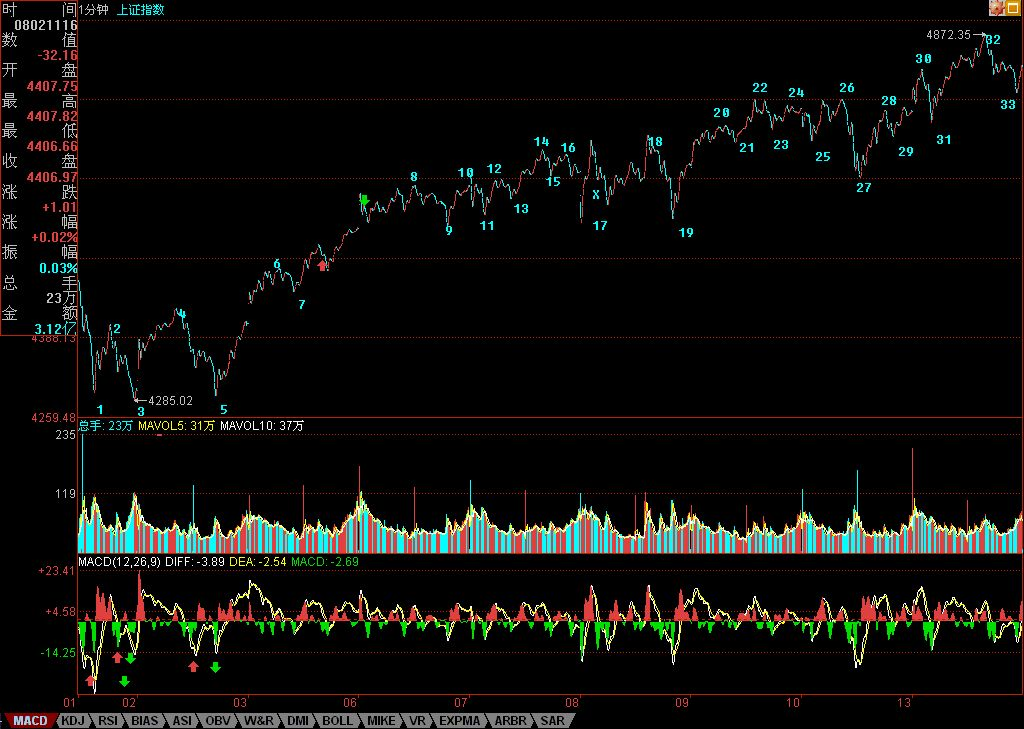 时 间
08021116
数 值
-32.16
开 盘
4407.75
最 高
4407.82
最 低
4406.66
收 盘
4406.97
涨 跌
+1.01
涨 幅
+0.02%
振 幅
0.03%
总 手
23万
金 额
3.12亿
1分钟 上证指数
4872.35
32
30
33
22
24
26
28
20
31
21
23
25
29
27
14
16
18
8
10
12
15
X
13
9
11
17
19
6
7
4
2
4388.13
1
3
5
4285.02
4259.48
总手: 23万 MAVOL5: 31万 MAVOL10: 37万
235
119
MACD(12,26,9) DIFF: -3.89 DEA: -2.54 MACD: -2.69
+23.41
+4.58
-14.25
01 02 03 06 07 08 09 10 13
MACD KDJ RSI BIAS ASI OBV W&R DMI BOLL MIKE VR EXPMA ARBR SAR